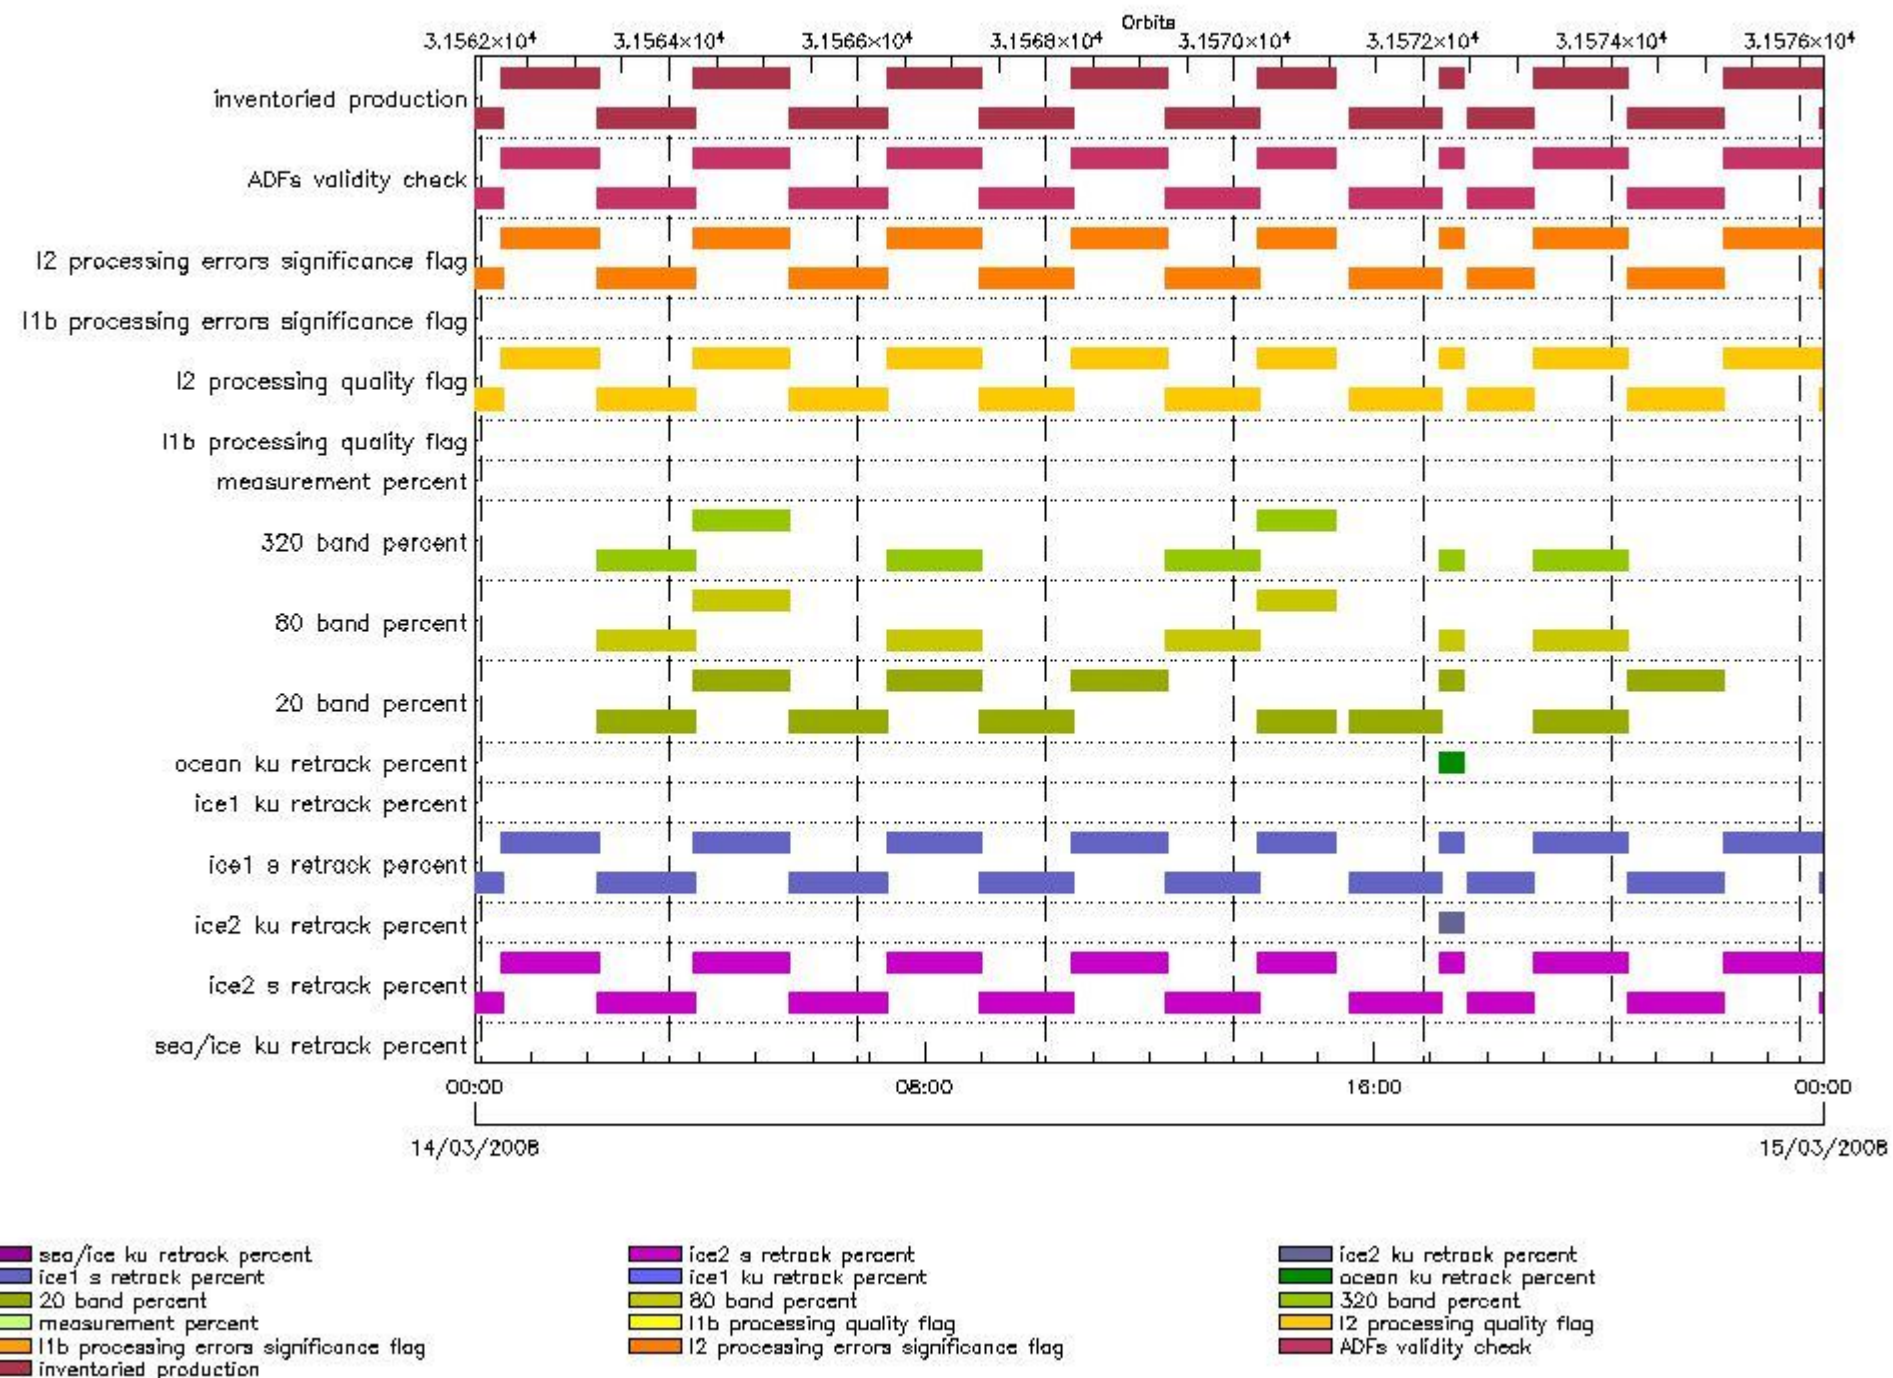 Orbits
3.1562×10⁴ 3.1564×10⁴ 3.1566×10⁴ 3.1568×10⁴ 3.1570×10⁴ 3.1572×10⁴ 3.1574×10⁴ 3.1576×10⁴
inventoried production
ADFs validity check
l2 processing errors significance flag
l1b processing errors significance flag
l2 processing quality flag
l1b processing quality flag
measurement percent
320 band percent
80 band percent
20 band percent
ocean ku retrack percent
ice1 ku retrack percent
ice1 s retrack percent
ice2 ku retrack percent
ice2 s retrack percent
sea/ice ku retrack percent
00:00 08:00 16:00 00:00
14/03/2008 15/03/2008
sea/ice ku retrack percent ice2 s retrack percent ice2 ku retrack percent
ice1 s retrack percent ice1 ku retrack percent ocean ku retrack percent
20 band percent 80 band percent 320 band percent
measurement percent l1b processing quality flag l2 processing quality flag
l1b processing errors significance flag l2 processing errors significance flag ADFs validity check
inventoried production